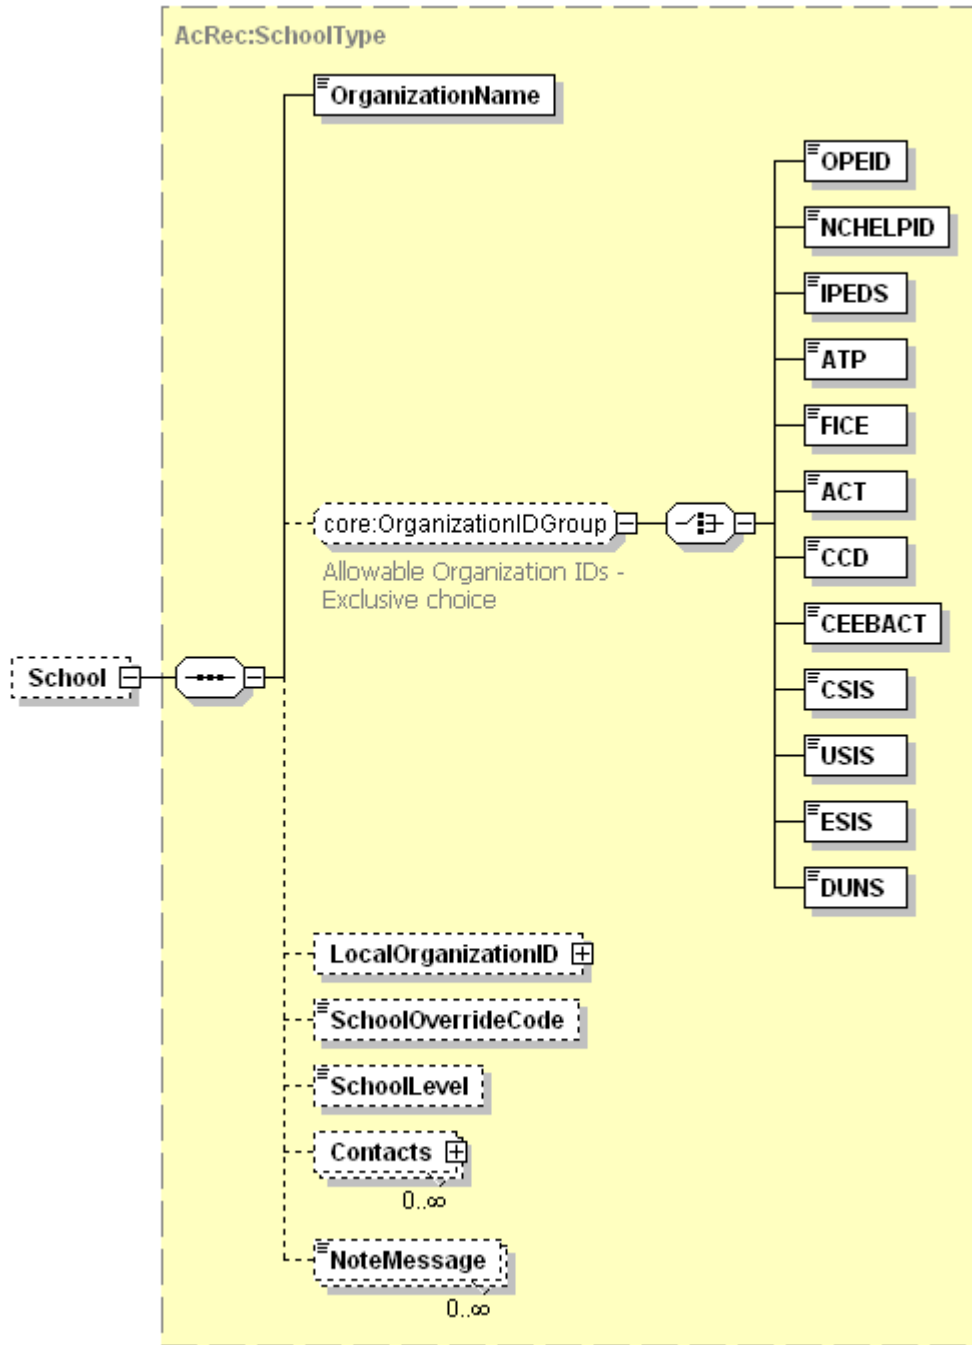 AcRec:SchoolType
OrganizationName
OPEID
NCHELPID
IPEDS
ATP
FICE
ACT
core:OrganizationIDGroup
Allowable Organization IDs -
Exclusive choice
CCD
CEEBACT
School
CSIS
USIS
ESIS
DUNS
LocalOrganizationID
SchoolOverrideCode
SchoolLevel
Contacts
0..∞
NoteMessage
0..∞